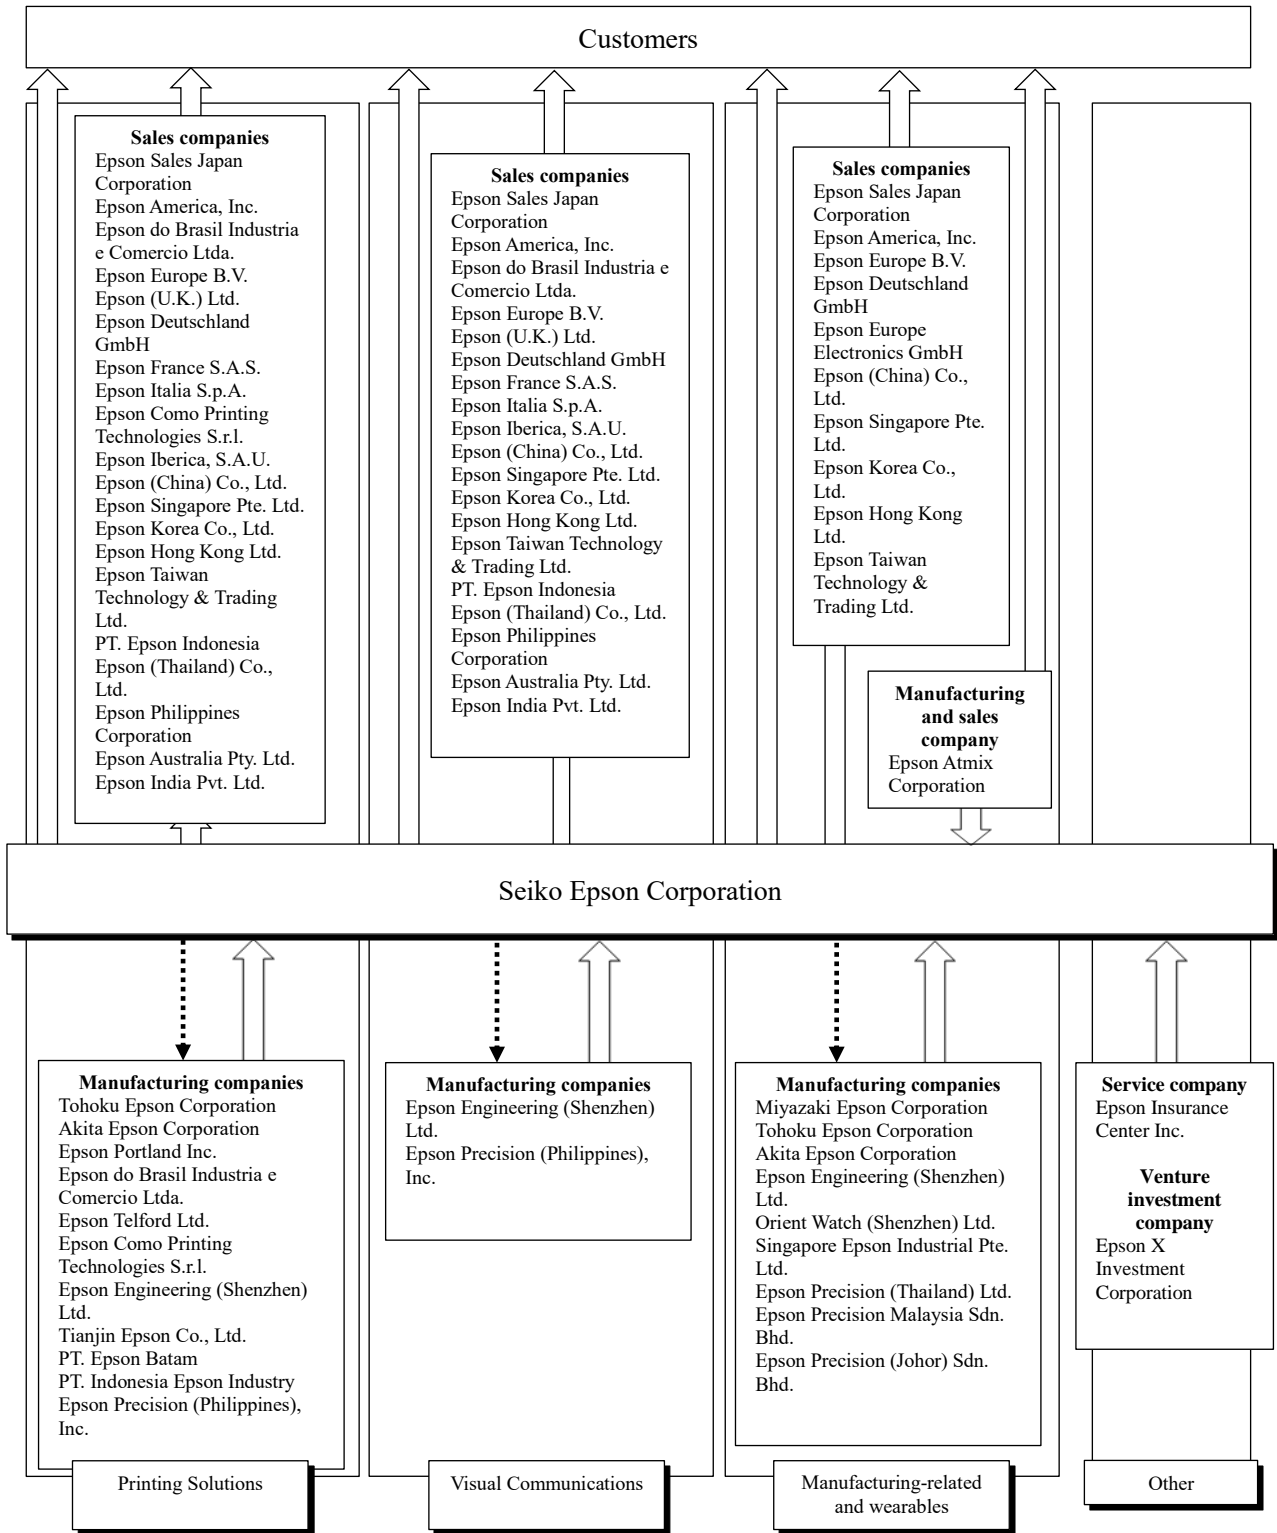 Customers
Sales companies
Epson Sales Japan
Corporation
Epson America, Inc.
Epson do Brasil Industria
e Comercio Ltda.
Epson Europe B.V.
Epson (U.K.) Ltd.
Epson Deutschland
GmbH
Epson France S.A.S.
Epson Italia S.p.A.
Epson Como Printing
Technologies S.r.l.
Epson Iberica, S.A.U.
Epson (China) Co., Ltd.
Epson Singapore Pte. Ltd.
Epson Korea Co., Ltd.
Epson Hong Kong Ltd.
Epson Taiwan
Technology & Trading
Ltd.
PT. Epson Indonesia
Epson (Thailand) Co.,
Ltd.
Epson Philippines
Corporation
Epson Australia Pty. Ltd.
Epson India Pvt. Ltd.
Sales companies
Epson Sales Japan
Corporation
Epson America, Inc.
Epson do Brasil Industria e
Comercio Ltda.
Epson Europe B.V.
Epson (U.K.) Ltd.
Epson Deutschland GmbH
Epson France S.A.S.
Epson Italia S.p.A.
Epson Iberica, S.A.U.
Epson (China) Co., Ltd.
Epson Singapore Pte. Ltd.
Epson Korea Co., Ltd.
Epson Hong Kong Ltd.
Epson Taiwan Technology
& Trading Ltd.
PT. Epson Indonesia
Epson (Thailand) Co., Ltd.
Epson Philippines
Corporation
Epson Australia Pty. Ltd.
Epson India Pvt. Ltd.
Sales companies
Epson Sales Japan
Corporation
Epson America, Inc.
Epson Europe B.V.
Epson Deutschland
GmbH
Epson Europe
Electronics GmbH
Epson (China) Co.,
Ltd.
Epson Singapore Pte.
Ltd.
Epson Korea Co.,
Ltd.
Epson Hong Kong
Ltd.
Epson Taiwan
Technology &
Trading Ltd.
Manufacturing
and sales
company
Epson Atmix
Corporation
Seiko Epson Corporation
Manufacturing companies
Tohoku Epson Corporation
Akita Epson Corporation
Epson Portland Inc.
Epson do Brasil Industria e
Comercio Ltda.
Epson Telford Ltd.
Epson Como Printing
Technologies S.r.l.
Epson Engineering (Shenzhen)
Ltd.
Tianjin Epson Co., Ltd.
PT. Epson Batam
PT. Indonesia Epson Industry
Epson Precision (Philippines),
Inc.
Manufacturing companies
Epson Engineering (Shenzhen)
Ltd.
Epson Precision (Philippines),
Inc.
Manufacturing companies
Miyazaki Epson Corporation
Tohoku Epson Corporation
Akita Epson Corporation
Epson Engineering (Shenzhen)
Ltd.
Orient Watch (Shenzhen) Ltd.
Singapore Epson Industrial Pte.
Ltd.
Epson Precision (Thailand) Ltd.
Epson Precision Malaysia Sdn.
Bhd.
Epson Precision (Johor) Sdn.
Bhd.
Service company
Epson Insurance
Center Inc.
Venture
investment
company
Epson X
Investment
Corporation
Printing Solutions
Visual Communications
Manufacturing-related
and wearables
Other